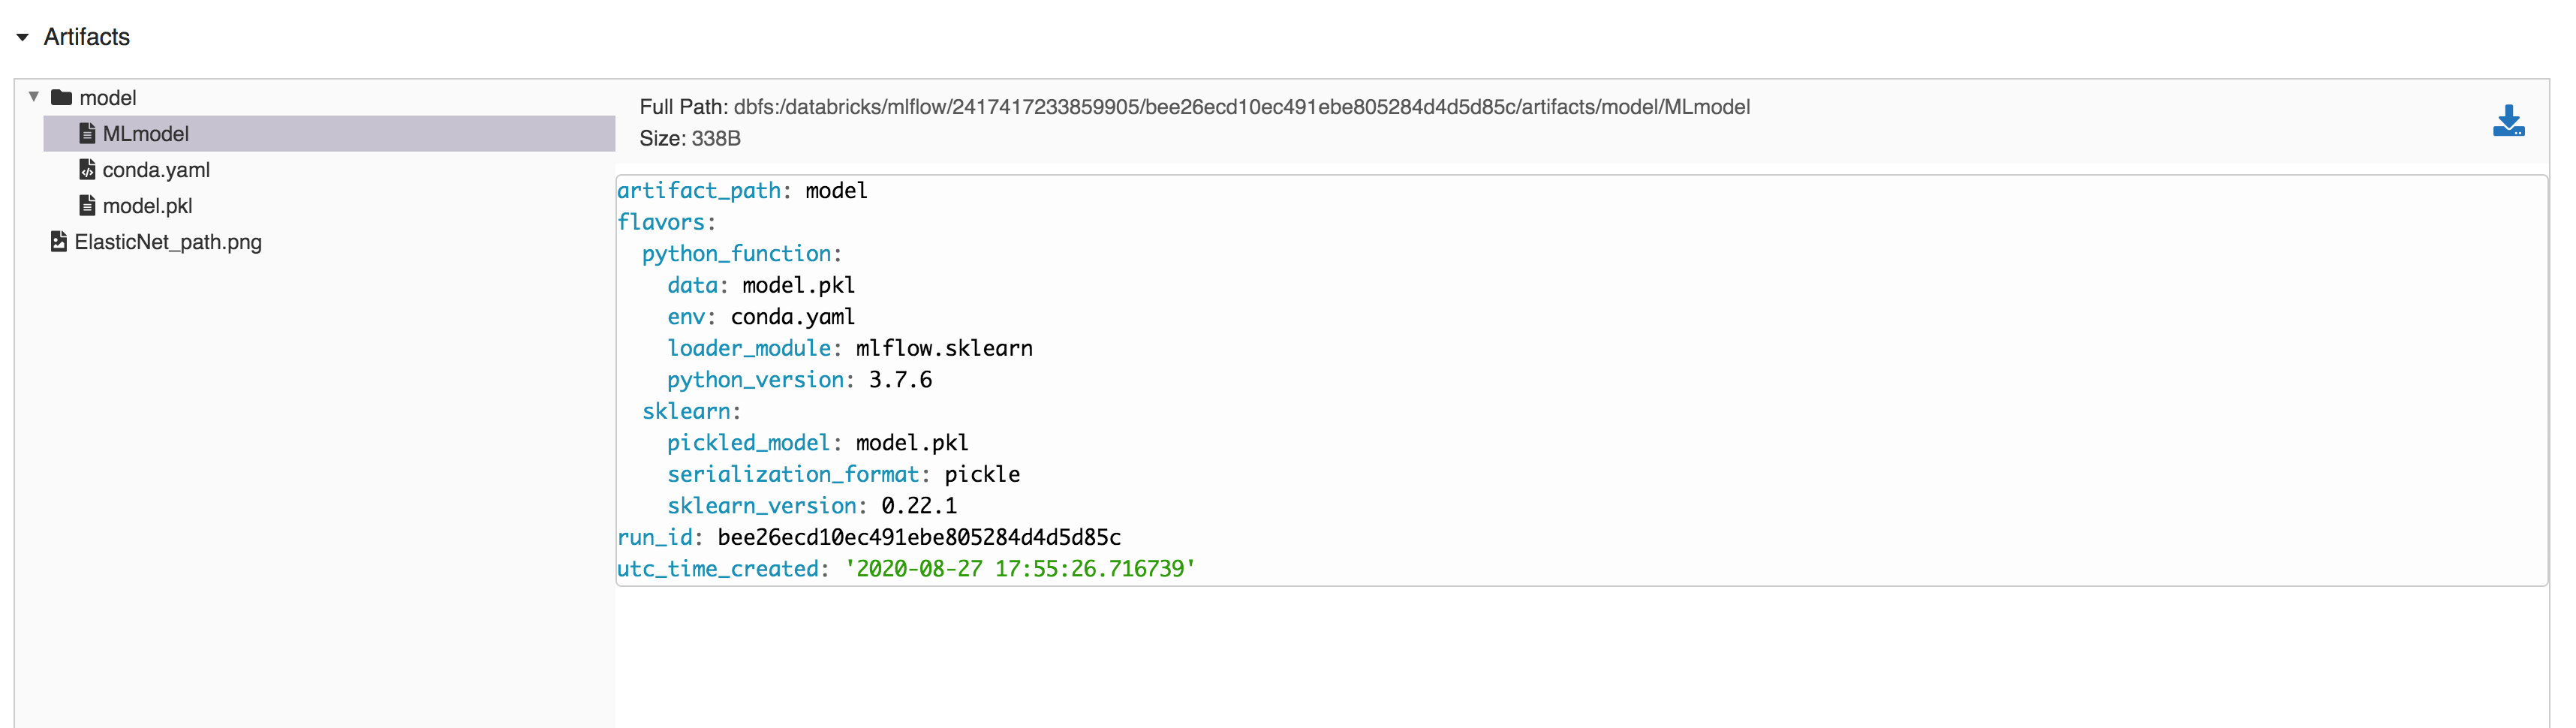 Artifacts
model
MLmodel
conda.yaml
model.pkl
ElasticNet_path.png
Full Path: dbfs:/databricks/mlflow/2417417233859905/bee26ecd10ec491ebe805284d4d5d85c/artifacts/model/MLmodel
Size: 338B
artifact_path: model
flavors:
  python_function:
    data: model.pkl
    env: conda.yaml
    loader_module: mlflow.sklearn
    python_version: 3.7.6
  sklearn:
    pickled_model: model.pkl
    serialization_format: pickle
    sklearn_version: 0.22.1
run_id: bee26ecd10ec491ebe805284d4d5d85c
utc_time_created: '2020-08-27 17:55:26.716739'